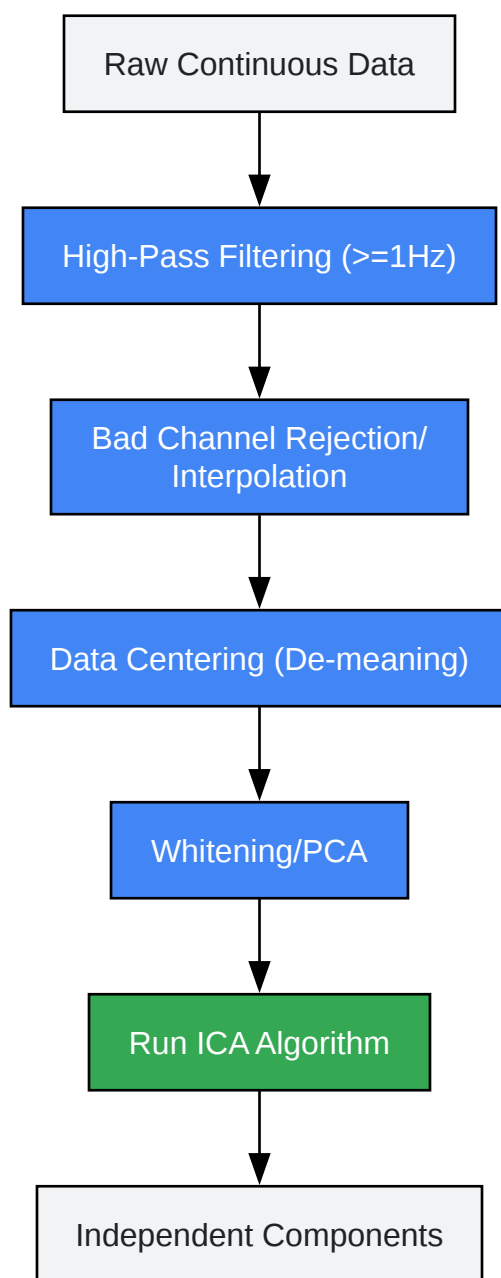 Raw Continuous Data
High-Pass Filtering (>=1Hz)
Bad Channel Rejection/
Interpolation
Data Centering (De-meaning)
Whitening/PCA
Run ICA Algorithm
Independent Components